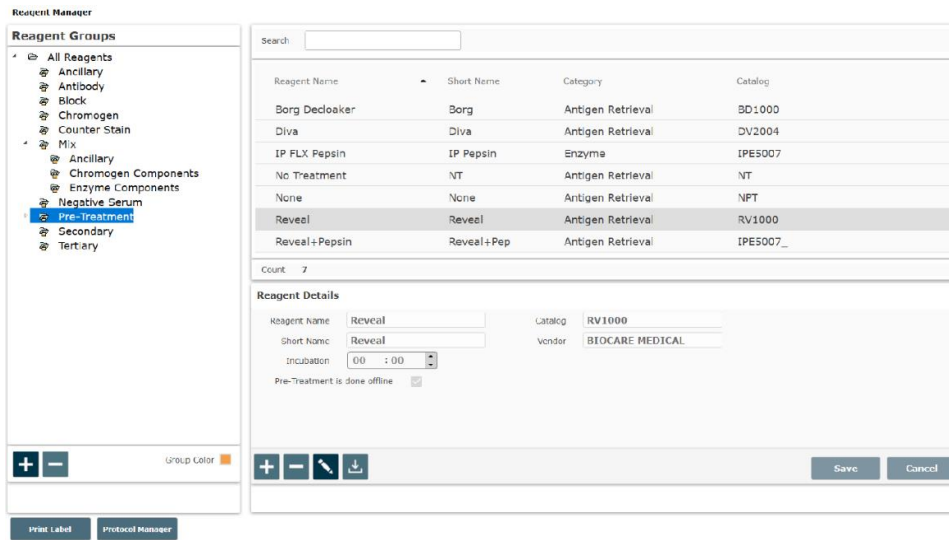 Reagent Manager
Reagent Groups
All Reagents
Ancillary
Antibody
Block
Chromogen
Counter Stain
Mix
Ancillary
Chromogen Components
Enzyme Components
Negative Serum
Pre-Treatment
Secondary
Tertiary
Group Color
Search
Reagent Name Short Name Category Catalog
Borg Decloaker Borg Antigen Retrieval BD1000
Diva Diva Antigen Retrieval DV2004
IP FLX Pepsin IP Pepsin Enzyme IPE5007
No Treatment NT Antigen Retrieval NT
None None Antigen Retrieval NPT
Reveal Reveal Antigen Retrieval RV1000
Reveal+Pepsin Reveal+Pep Antigen Retrieval IPE5007_
Count 7
Reagent Details
Reagent Name Reveal Catalog RV1000
Short Name Reveal Vendor BIOCARE MEDICAL
Incubation 00 : 00
Pre-Treatment is done offline
Save Cancel
Print Label Protocol Manager